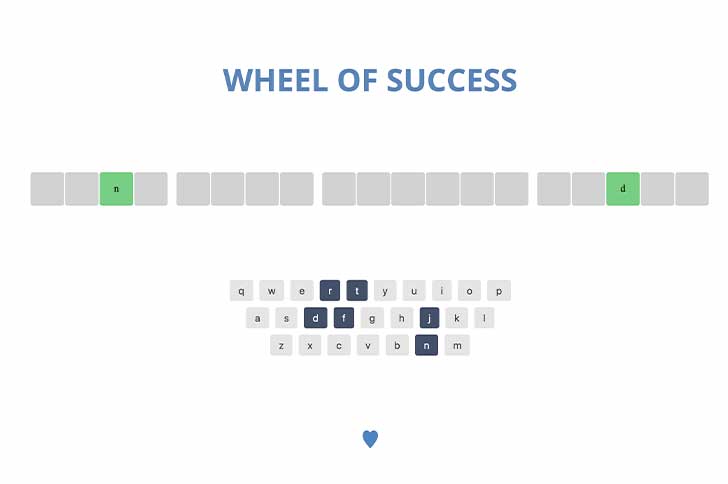 WHEEL OF SUCCESS
n d
q w e r t y u i o p
a s d f g h j k l
z x c v b n m